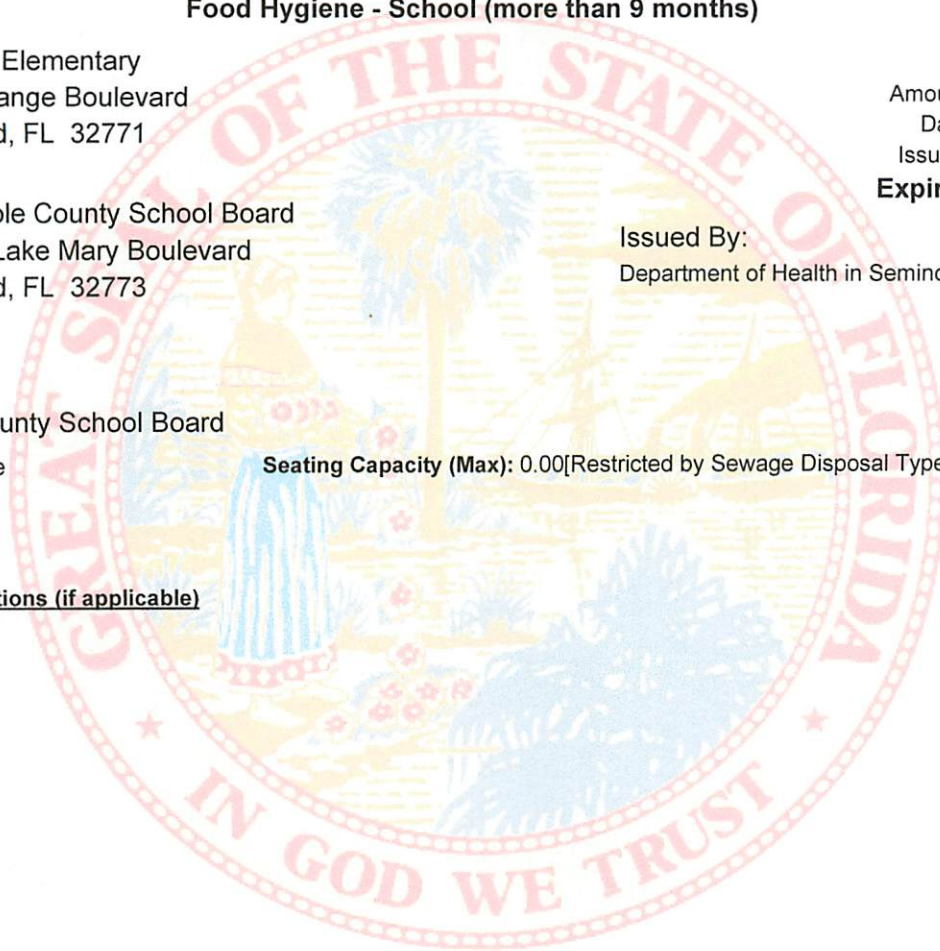 Food Hygiene - School (more than 9 months)
Elementary
ange Boulevard
d, FL 32771
Amou
Da
Issu
Expir
ole County School Board
Lake Mary Boulevard
d, FL 32773
Issued By:
Department of Health in Semino
unty School Board
e
Seating Capacity (Max): 0.00[Restricted by Sewage Disposal Type
tions (if applicable)
GREAT SEAL OF THE STATE OF FLORIDA
IN GOD WE TRUST